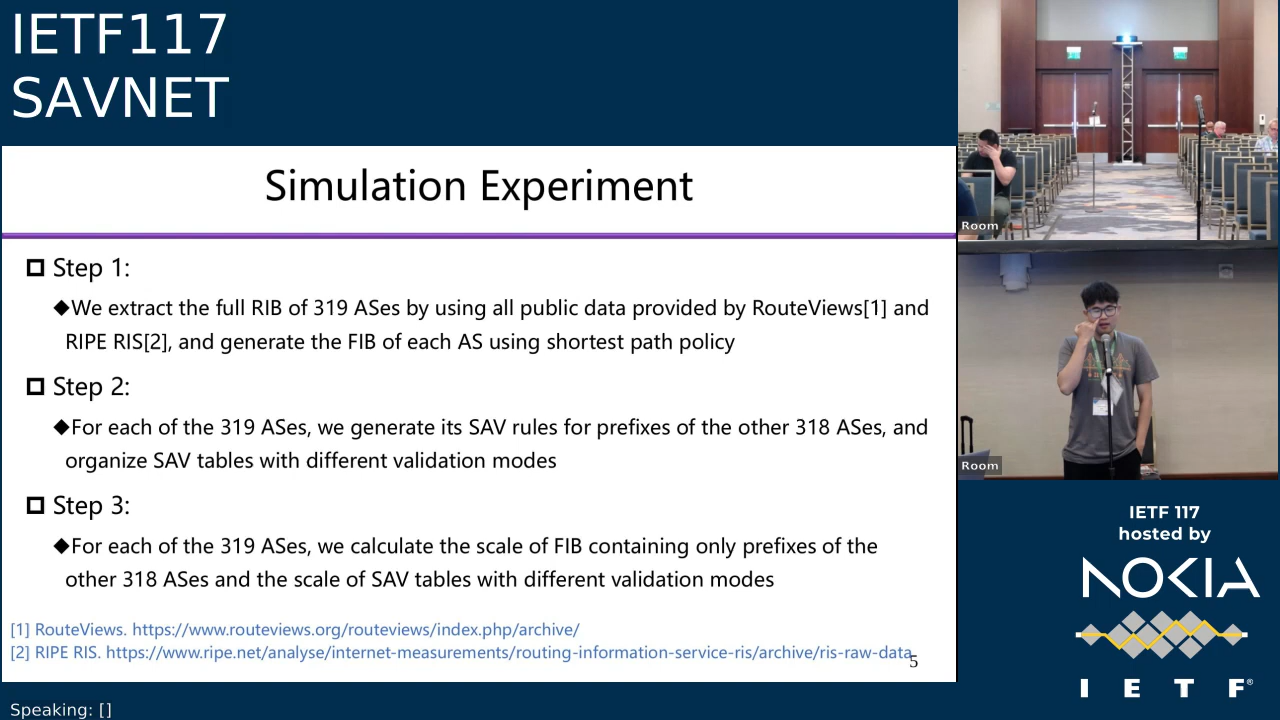 IETF117
SAVNET
Simulation Experiment
Step 1:
◆We extract the full RIB of 319 ASes by using all public data provided by RouteViews[1] and
RIPE RIS[2], and generate the FIB of each AS using shortest path policy
Step 2:
◆For each of the 319 ASes, we generate its SAV rules for prefixes of the other 318 ASes, and
organize SAV tables with different validation modes
Step 3:
◆For each of the 319 ASes, we calculate the scale of FIB containing only prefixes of the
other 318 ASes and the scale of SAV tables with different validation modes
[1] RouteViews. https://www.routeviews.org/routeviews/index.php/archive/
[2] RIPE RIS. https://www.ripe.net/analyse/internet-measurements/routing-information-service-ris/archive/ris-raw-data
5
Room
Room
IETF 117
hosted by
NOKIA
I E T F®
Speaking: []